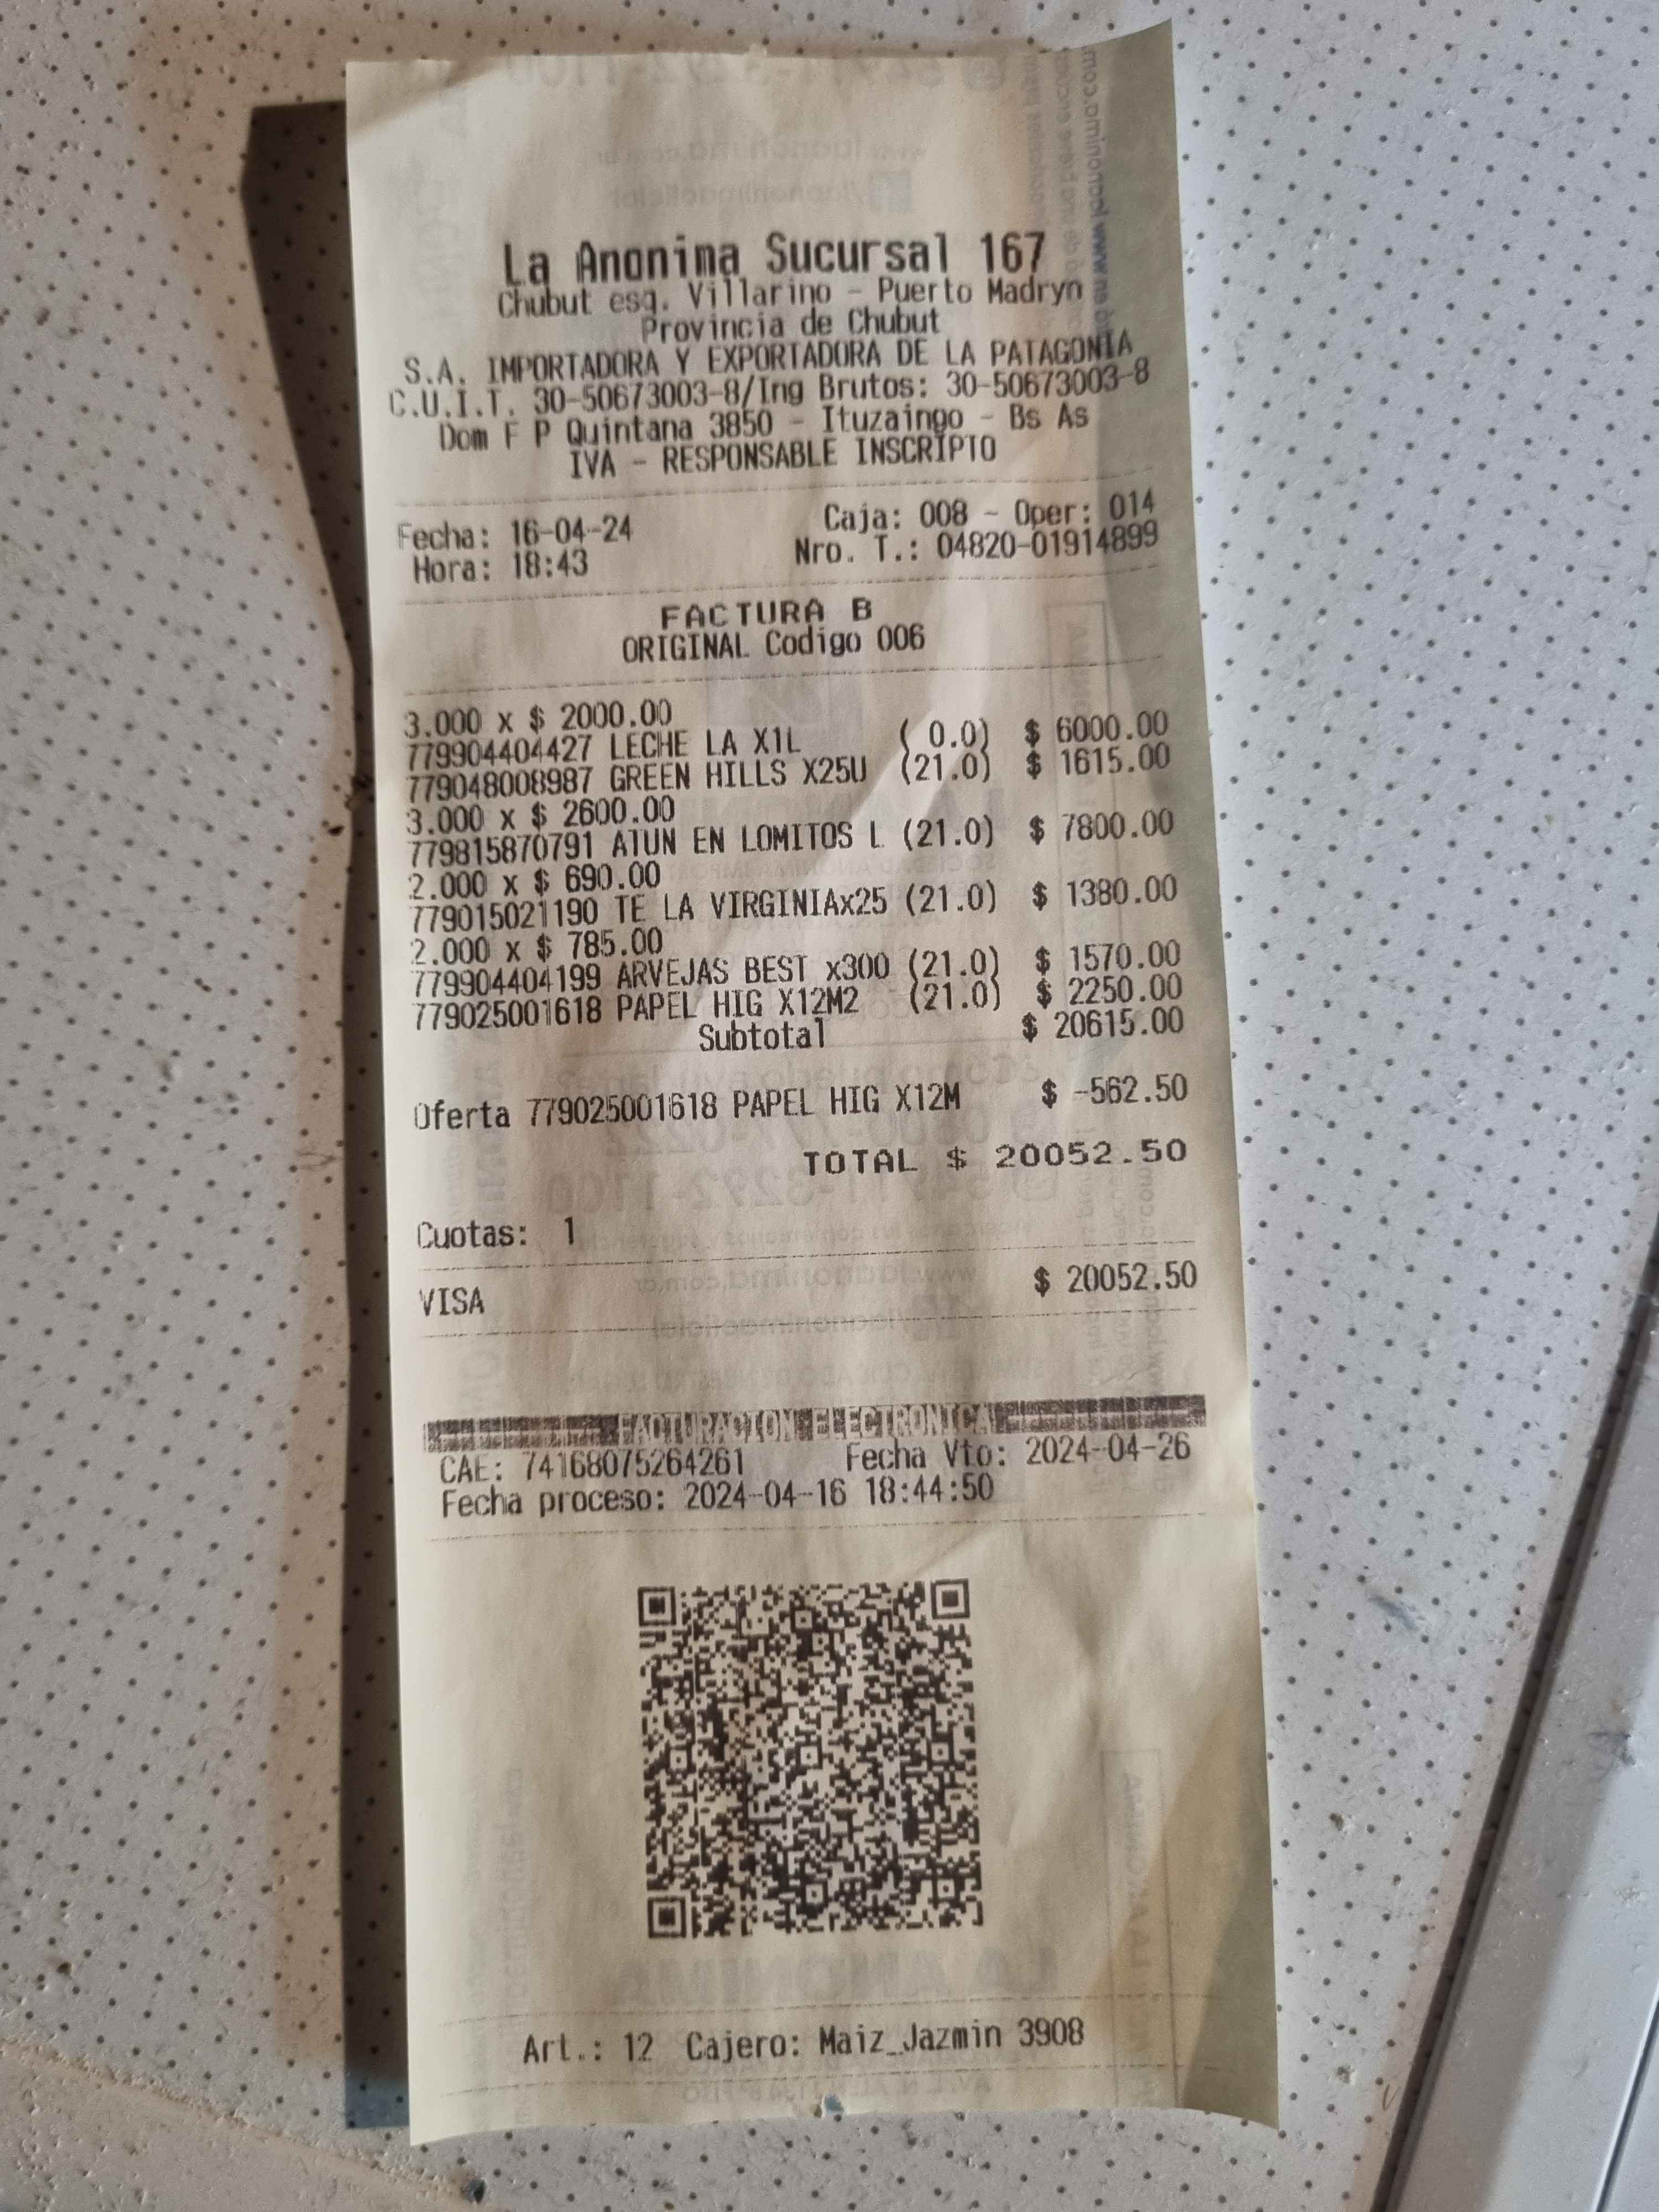 La Anonima Sucursal 167
Chubut esq. Villarino - Puerto Madryn
Provincia de Chubut
S.A. IMPORTADORA Y EXPORTADORA DE LA PATAGONIA
C.U.I.T. 30-50673003-8/Ing Brutos: 30-50673003-8
Dom F P Quintana 3850 - Ituzaingo - Bs As
IVA - RESPONSABLE INSCRIPTO
Fecha: 16-04-24 Caja: 008 - Oper: 014
Hora: 18:43 Nro. T.: 04820-01914899
FACTURA B
ORIGINAL Codigo 006
3.000 x $ 2000.00
779904404427 LECHE LA X1L ( 0.0) $ 6000.00
779048008987 GREEN HILLS X25U (21.0) $ 1615.00
3.000 x $ 2600.00
779815870791 ATUN EN LOMITOS L (21.0) $ 7800.00
2.000 x $ 690.00
779015021190 TE LA VIRGINIAx25 (21.0) $ 1380.00
2.000 x $ 785.00
779904404199 ARVEJAS BEST x300 (21.0) $ 1570.00
779025001618 PAPEL HIG X12M2 (21.0) $ 2250.00
Subtotal $ 20615.00
Oferta 779025001618 PAPEL HIG X12M $ -562.50
TOTAL $ 20052.50
Cuotas: 1
VISA $ 20052.50
FACTURACION ELECTRONICA
CAE: 74168075264261 Fecha Vto: 2024-04-26
Fecha proceso: 2024-04-16 18:44:50
Art.: 12 Cajero: Maiz_Jazmin 3908